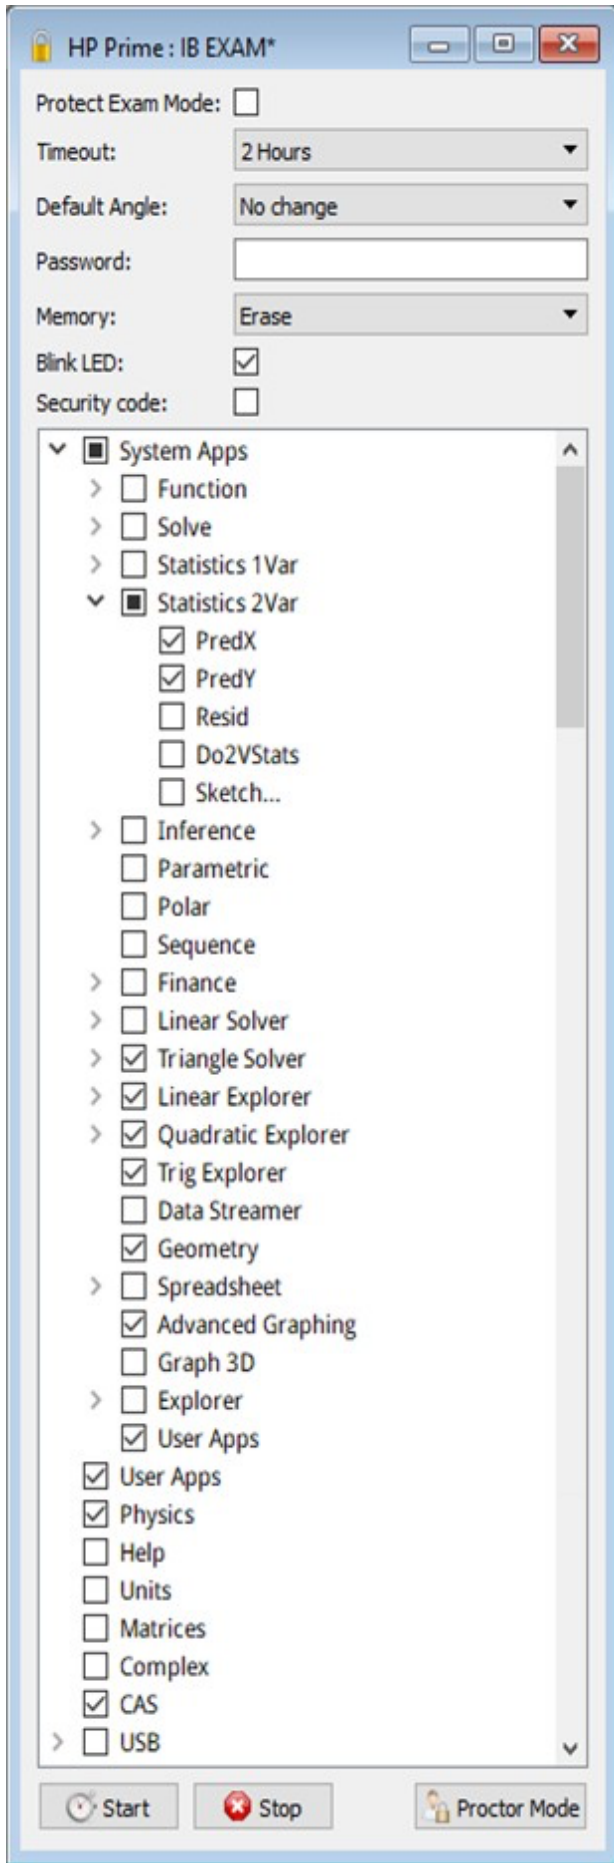 HP Prime : IB EXAM*
Protect Exam Mode:
Timeout: 2 Hours
Default Angle: No change
Password:
Memory: Erase
Blink LED:
Security code:
System Apps
Function
Solve
Statistics 1Var
Statistics 2Var
PredX
PredY
Resid
Do2VStats
Sketch...
Inference
Parametric
Polar
Sequence
Finance
Linear Solver
Triangle Solver
Linear Explorer
Quadratic Explorer
Trig Explorer
Data Streamer
Geometry
Spreadsheet
Advanced Graphing
Graph 3D
Explorer
User Apps
User Apps
Physics
Help
Units
Matrices
Complex
CAS
USB
Start Stop Proctor Mode